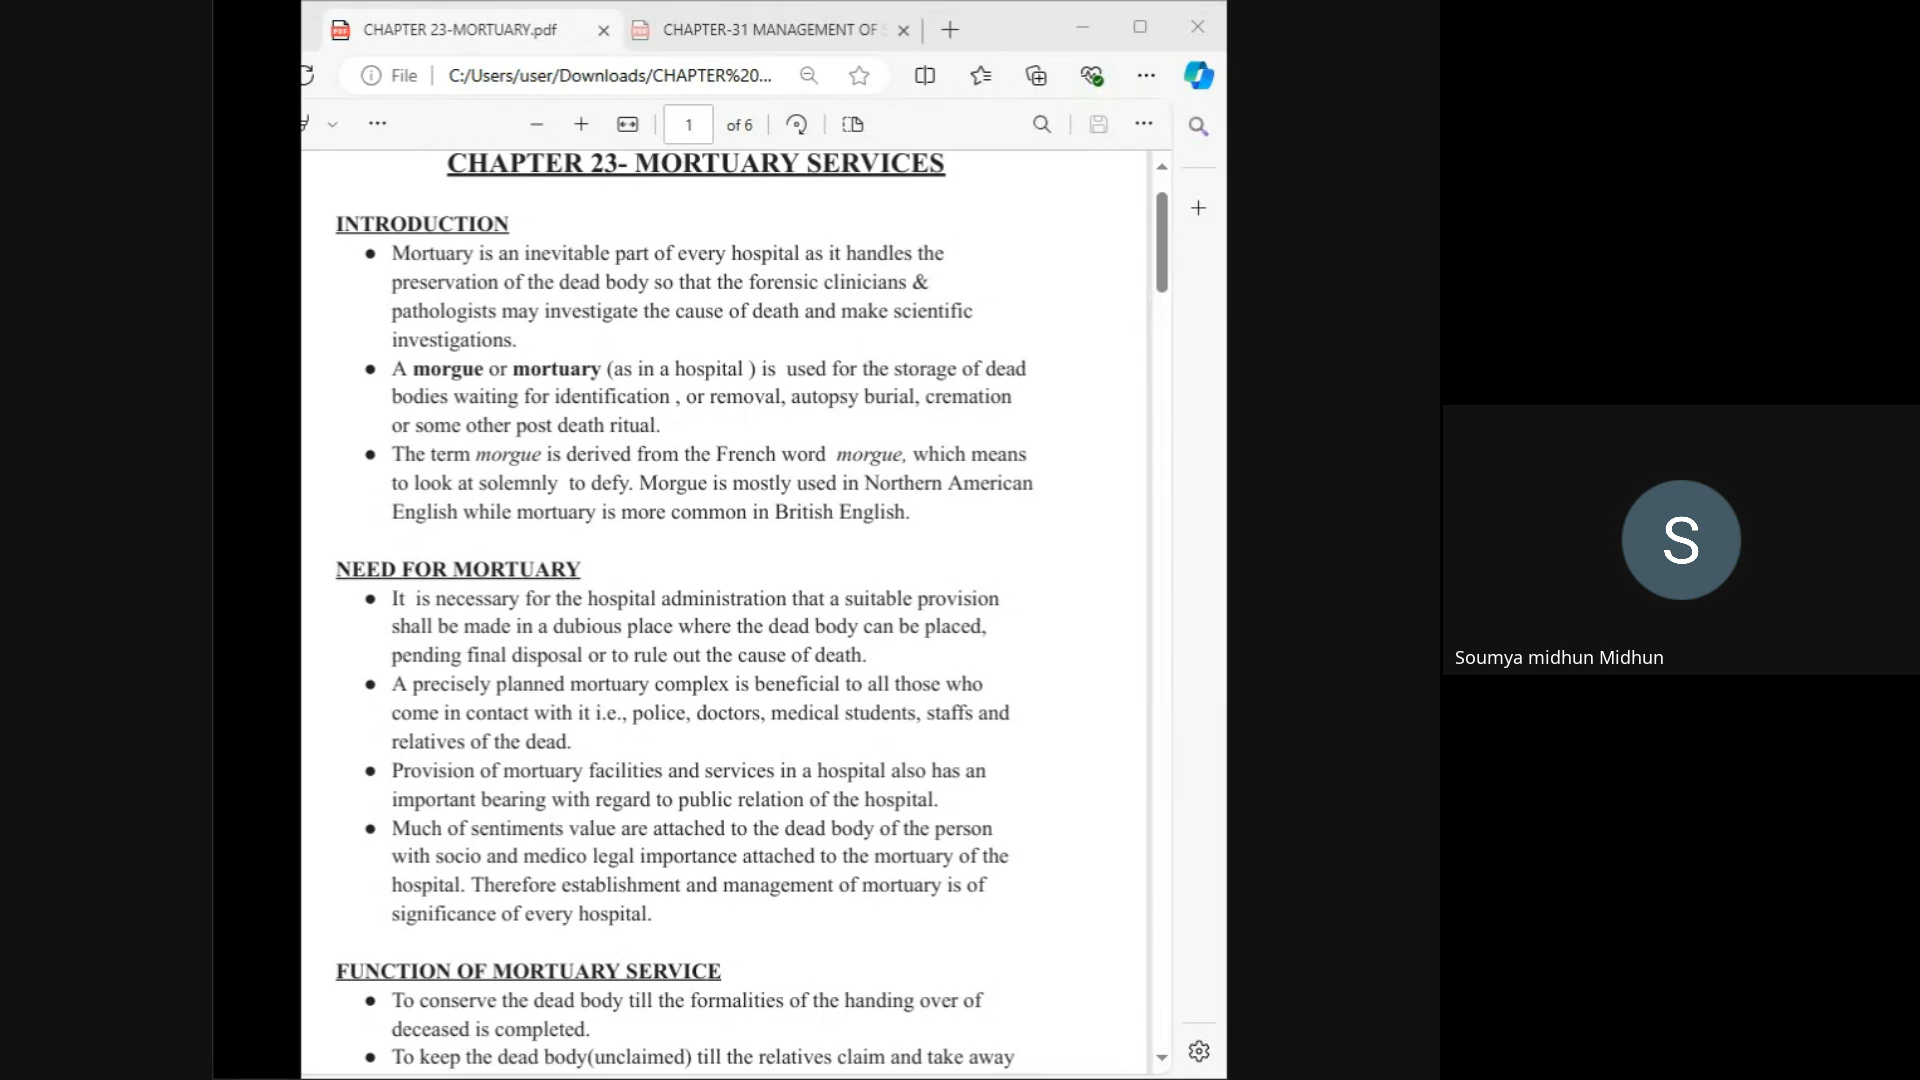 CHAPTER 23-MORTUARY.pdf
CHAPTER-31 MANAGEMENT OF
File
C:/Users/user/Downloads/CHAPTER%20...
1 of 6
CHAPTER 23- MORTUARY SERVICES
INTRODUCTION
● Mortuary is an inevitable part of every hospital as it handles the
preservation of the dead body so that the forensic clinicians &
pathologists may investigate the cause of death and make scientific
investigations.
● A morgue or mortuary (as in a hospital ) is used for the storage of dead
bodies waiting for identification , or removal, autopsy burial, cremation
or some other post death ritual.
● The term morgue is derived from the French word morgue, which means
to look at solemnly to defy. Morgue is mostly used in Northern American
English while mortuary is more common in British English.
NEED FOR MORTUARY
● It is necessary for the hospital administration that a suitable provision
shall be made in a dubious place where the dead body can be placed,
pending final disposal or to rule out the cause of death.
● A precisely planned mortuary complex is beneficial to all those who
come in contact with it i.e., police, doctors, medical students, staffs and
relatives of the dead.
● Provision of mortuary facilities and services in a hospital also has an
important bearing with regard to public relation of the hospital.
● Much of sentiments value are attached to the dead body of the person
with socio and medico legal importance attached to the mortuary of the
hospital. Therefore establishment and management of mortuary is of
significance of every hospital.
FUNCTION OF MORTUARY SERVICE
● To conserve the dead body till the formalities of the handing over of
deceased is completed.
● To keep the dead body(unclaimed) till the relatives claim and take away
S
Soumya midhun Midhun